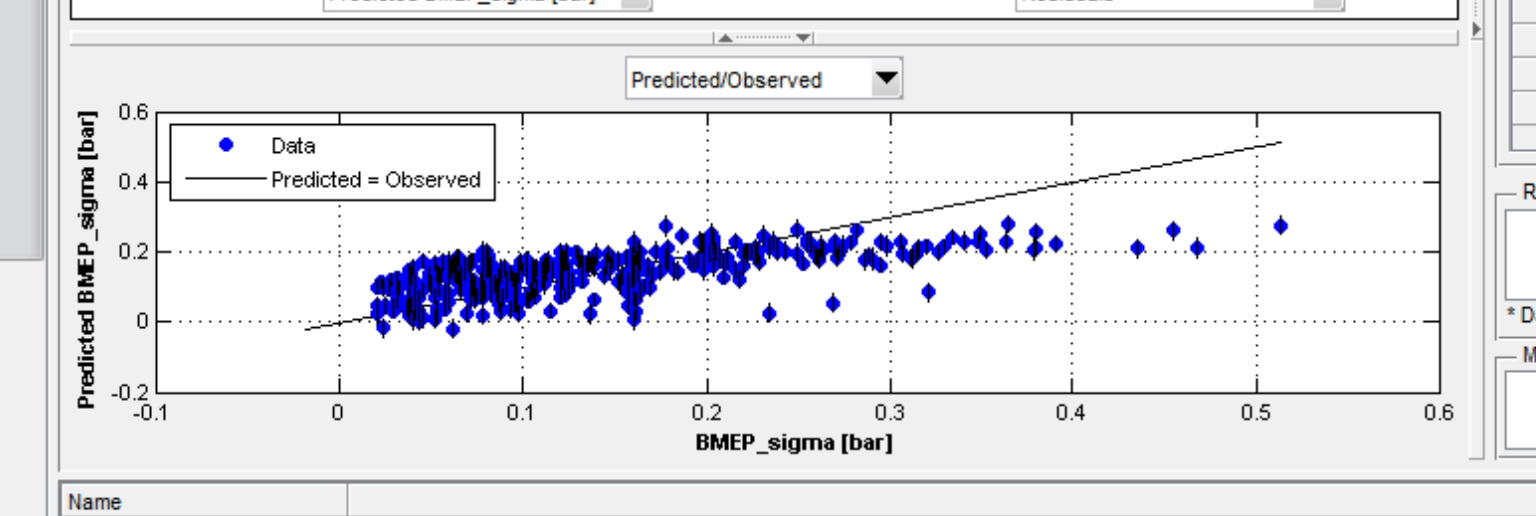 Predicted/Observed
0.6
0.4
0.2
0
-0.2
Predicted BMEP_sigma [bar]
Data
Predicted = Observed
-0.1 0 0.1 0.2 0.3 0.4 0.5 0.6
BMEP_sigma [bar]
R
* D
M
Name